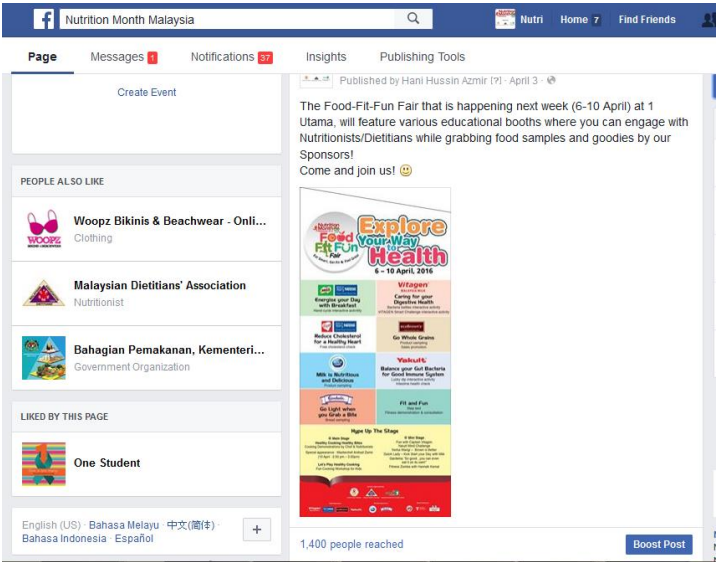 Nutrition Month Malaysia
Nutri
Home 7
Find Friends
Page
Messages 1
Notifications 37
Insights
Publishing Tools
Create Event
PEOPLE ALSO LIKE
Woopz Bikinis & Beachwear - Onli...
Clothing
WOOPZ
Malaysian Dietitians' Association
Nutritionist
Bahagian Pemakanan, Kementeri...
Government Organization
LIKED BY THIS PAGE
One Student
English (US) · Bahasa Melayu · 中文(简体) ·
Bahasa Indonesia · Español
Published by Hani Hussin Azmir [?] · April 3 ·
The Food-Fit-Fun Fair that is happening next week (6-10 April) at 1
Utama, will feature various educational booths where you can engage with
Nutritionists/Dietitians while grabbing food samples and goodies by our
Sponsors!
Come and join us!
Food
Fit Fun
Fair
Explore
Your Way
to
Health
6 - 10 April, 2016
Energise your Day
with Breakfast
Vitagen
Caring for your
Digestive Health
Reduce Cholesterol
for a Healthy Heart
Go Whole Grains
Milk is Nutritious
and Delicious
Yakult
Balance your Gut Bacteria
for Good Immune System
Go Light when
you Grab a Bite
Fit and Fun
Hype Up The Stage
Let's Play Healthy Cooking
1,400 people reached
Boost Post